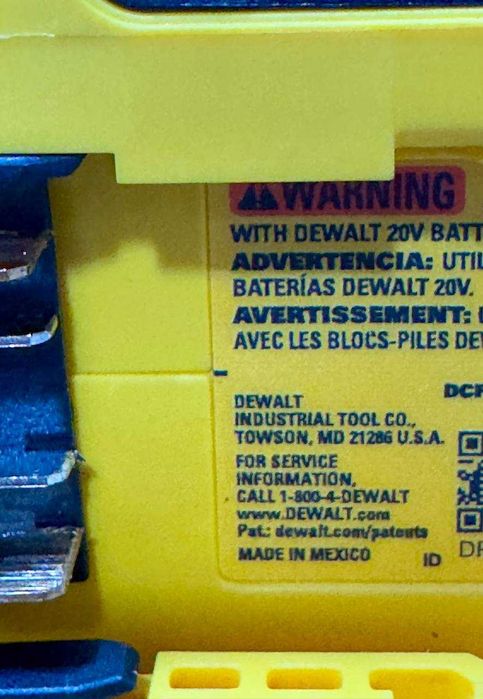 WARNING
WITH DEWALT 20V BATT
ADVERTENCIA: UTIL
BATERÍAS DEWALT 20V.
AVERTISSEMENT:
AVEC LES BLOCS-PILES DE
DCF
DEWALT
INDUSTRIAL TOOL CO.,
TOWSON, MD 21286 U.S.A.
FOR SERVICE
INFORMATION,
CALL 1-800-4-DEWALT
www.DEWALT.com
Pat.: dewalt.com/patents
MADE IN MEXICO
ID